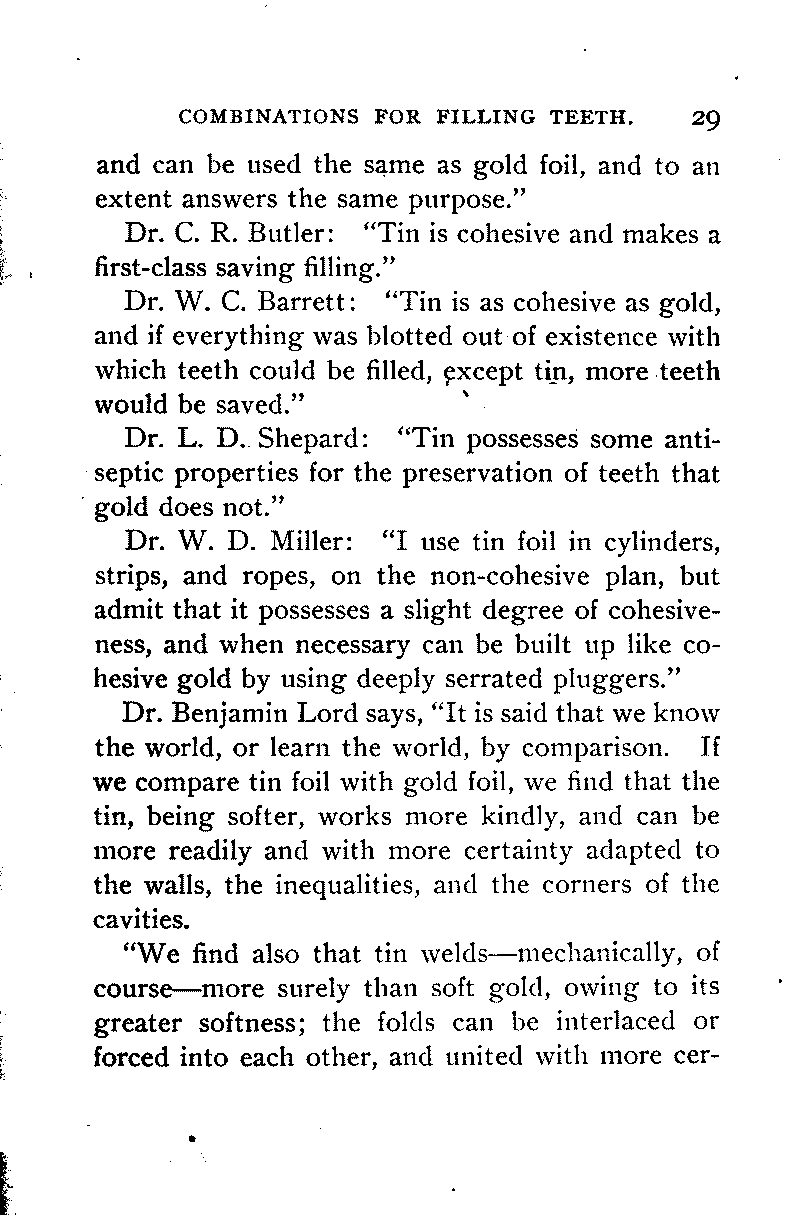 COMBINATIONS FOR FILLING TEETH. 29
and can be used the same as gold foil, and to an
extent answers the same purpose.”
Dr. C. R. Butler: “Tin is cohesive and makes a
first-class saving filling.”
Dr. W. C. Barrett: “Tin is as cohesive as gold,
and if everything was blotted out of existence with
which teeth could be filled, except tin, more teeth
would be saved.”
Dr. L. D. Shepard: “Tin possesses some anti-
septic properties for the preservation of teeth that
gold does not.”
Dr. W. D. Miller: “I use tin foil in cylinders,
strips, and ropes, on the non-cohesive plan, but
admit that it possesses a slight degree of cohesive-
ness, and when necessary can be built up like co-
hesive gold by using deeply serrated pluggers.”
Dr. Benjamin Lord says, “It is said that we know
the world, or learn the world, by comparison. If
we compare tin foil with gold foil, we find that the
tin, being softer, works more kindly, and can be
more readily and with more certainty adapted to
the walls, the inequalities, and the corners of the
cavities.
“We find also that tin welds—mechanically, of
course—more surely than soft gold, owing to its
greater softness; the folds can be interlaced or
forced into each other, and united with more cer-